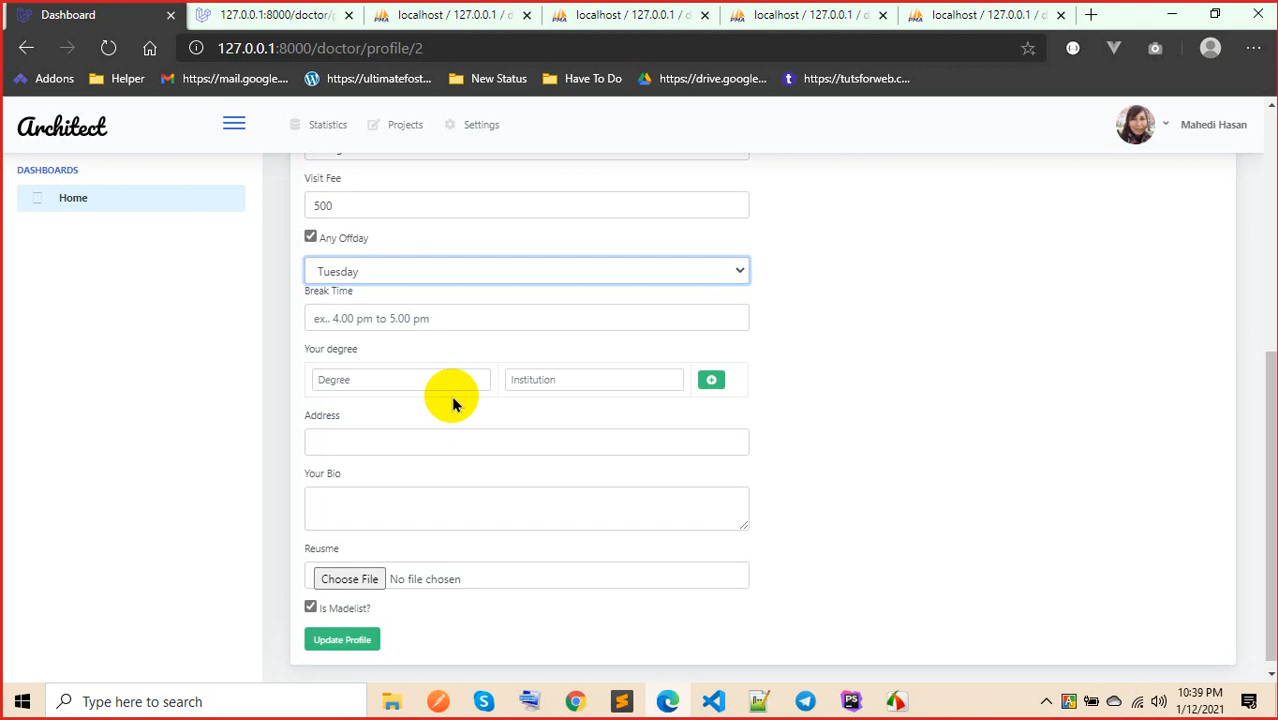 Dashboard
127.0.0.1:8000/doctor/p
localhost / 127.0.0.1 / d
localhost / 127.0.0.1 / d
localhost / 127.0.0.1 / d
localhost / 127.0.0.1 / d
127.0.0.1:8000/doctor/profile/2
Addons
Helper
https://mail.google....
https://ultimatefost...
New Status
Have To Do
https://drive.google...
https://tutsforweb.c...
Architect
Statistics
Projects
Settings
Mahedi Hasan
DASHBOARDS
Home
Visit Fee
500
Any Offday
Tuesday
Break Time
ex.. 4.00 pm to 5.00 pm
Your degree
Degree
Institution
Address
Your Bio
Reusme
Choose File No file chosen
Is Madelist?
Update Profile
Type here to search
10:39 PM
1/12/2021